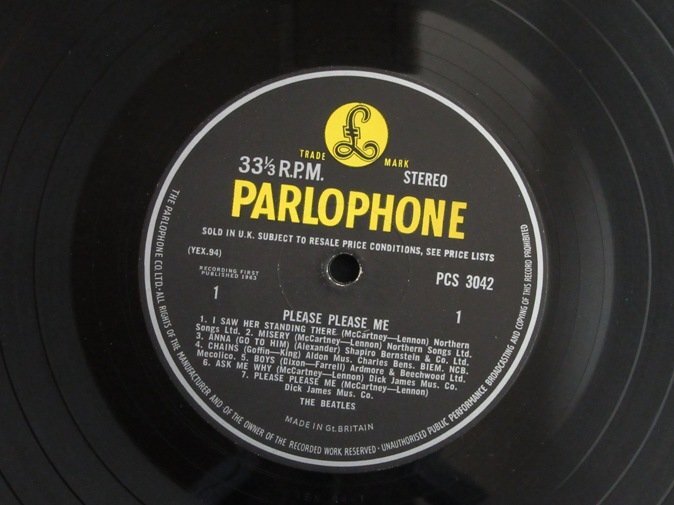 TRADE MARK
33⅓ R.P.M. STEREO
PARLOPHONE
SOLD IN U.K. SUBJECT TO RESALE PRICE CONDITIONS, SEE PRICE LISTS
(YEX.94) PCS 3042
RECORDING FIRST
PUBLISHED 1963
1 1
PLEASE PLEASE ME
1. I SAW HER STANDING THERE (McCartney—Lennon) Northern
Songs Ltd. 2. MISERY (McCartney—Lennon) Northern Songs Ltd.
3. ANNA (GO TO HIM) (Alexander) Shapiro Bernstein & Co. Ltd.
4. CHAINS (Goffin—King) Aldon Mus. Charles Bens. BIEM. NCB.
Mecolico. 5. BOYS (Dixon—Farrell) Ardmore & Beechwood Ltd.
6. ASK ME WHY (McCartney—Lennon) Dick James Mus. Co.
7. PLEASE PLEASE ME (McCartney—Lennon)
Dick James Mus. Co.
THE BEATLES
MADE IN Gt. BRITAIN
THE PARLOPHONE CO. LTD.- ALL RIGHTS OF THE MANUFACTURER AND OF THE OWNER OF THE RECORDED WORK RESERVED · UNAUTHORISED PUBLIC PERFORMANCE BROADCASTING AND COPYING OF THIS RECORD PROHIBITED